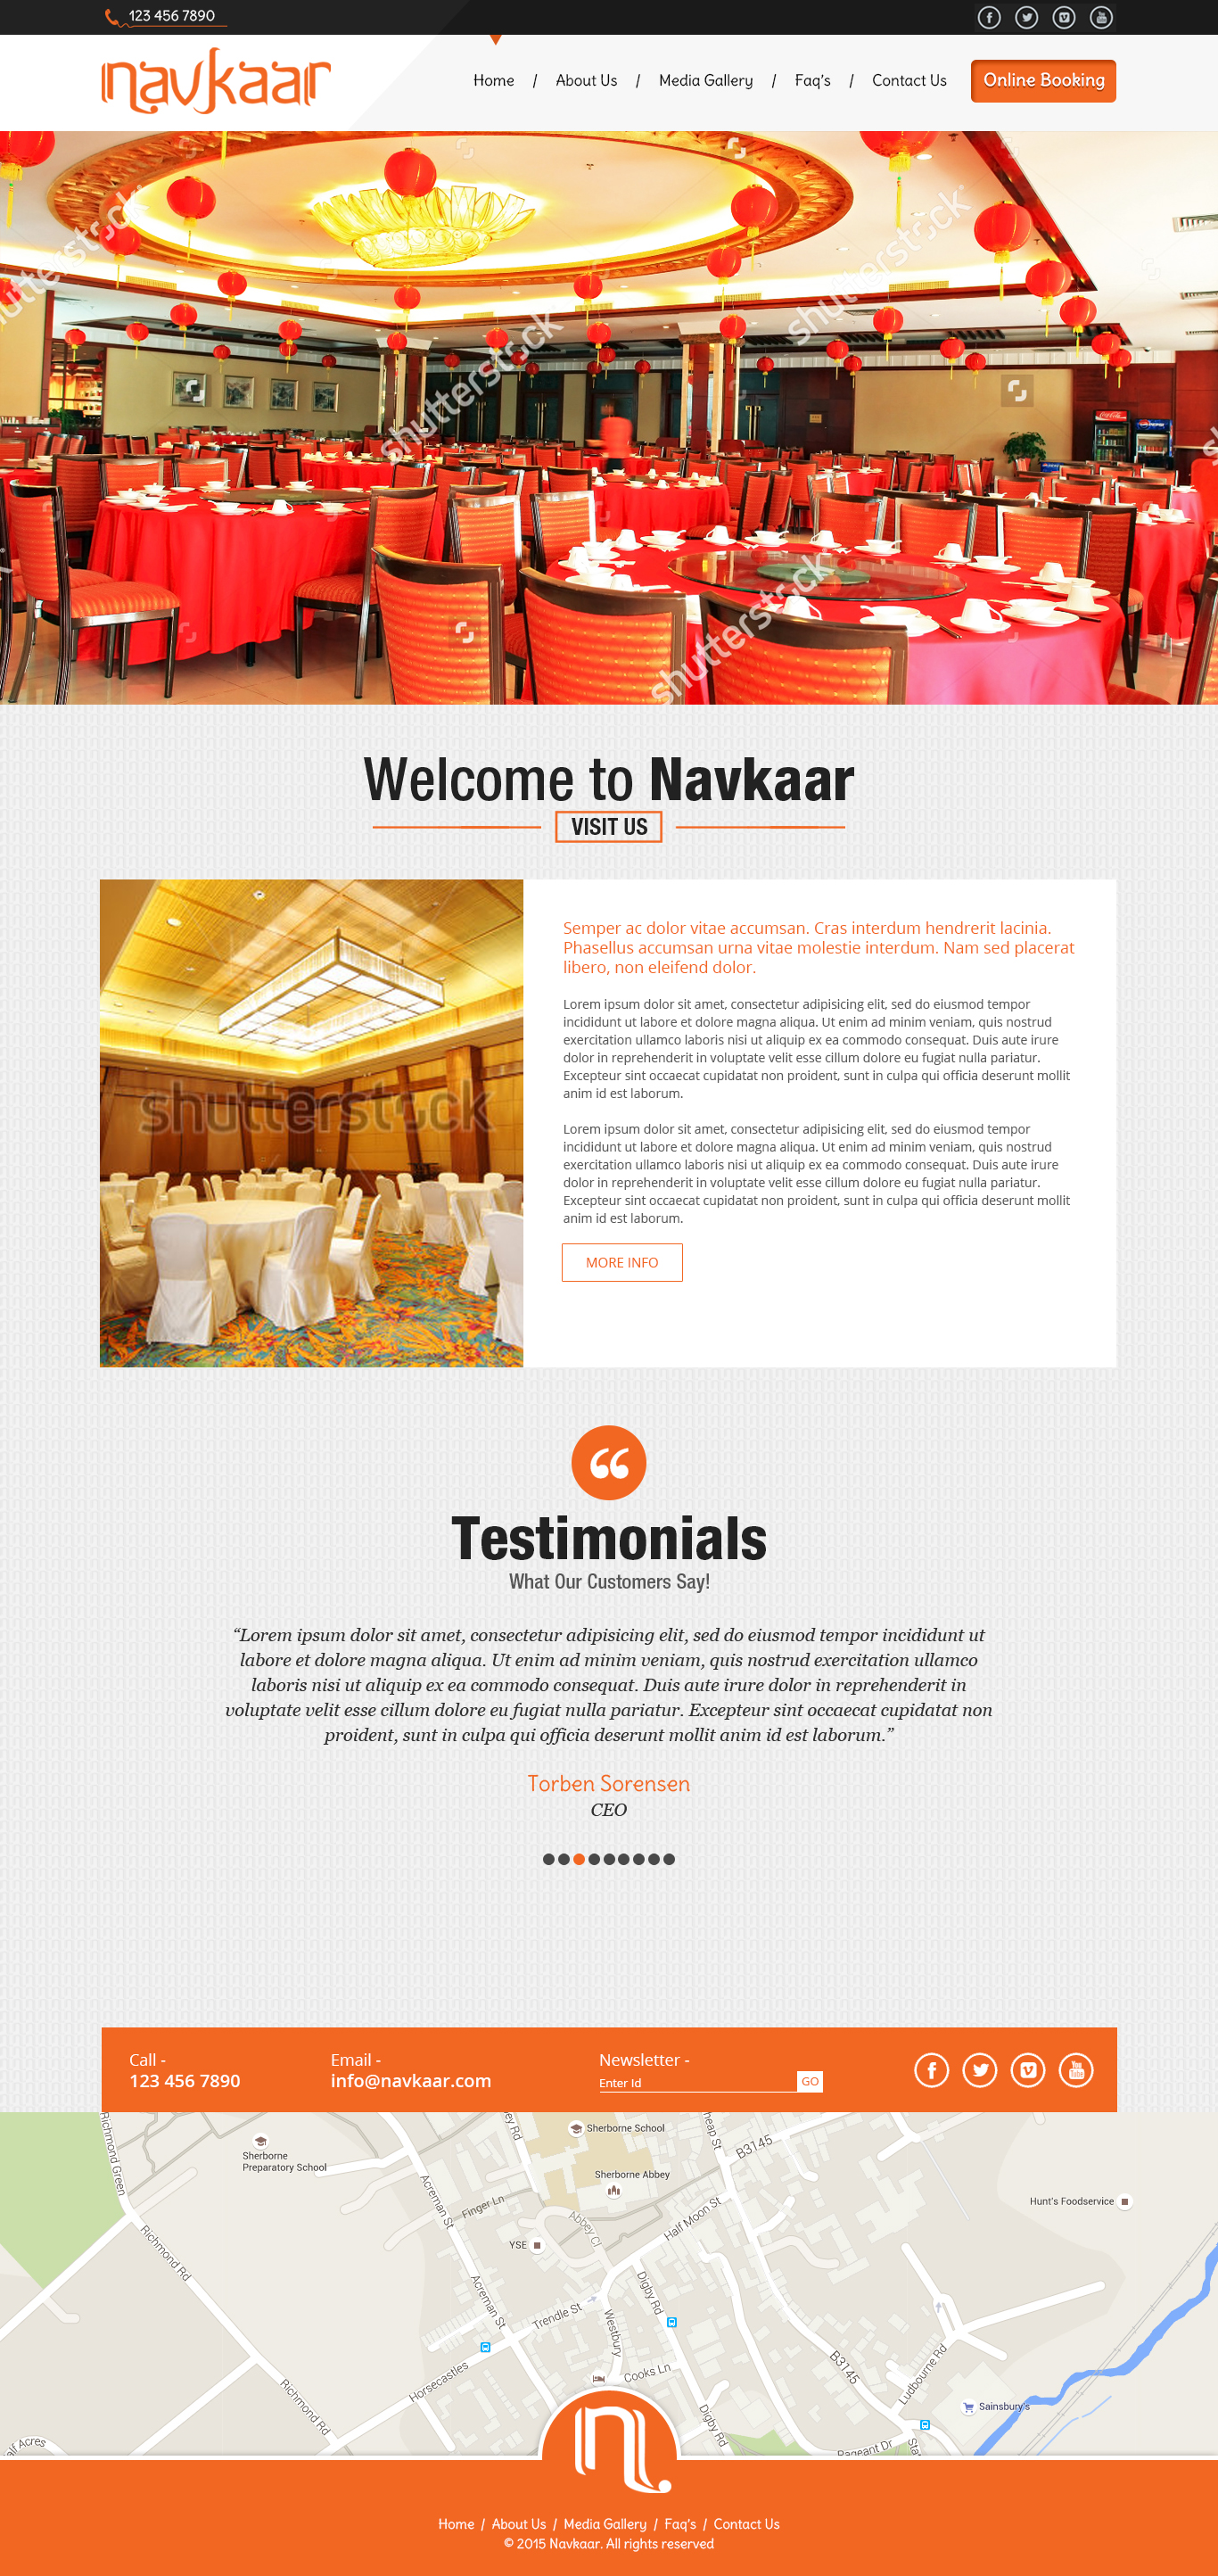 123 456 7890
navkaar
Home / About Us / Media Gallery / Faq's / Contact Us
Online Booking
shutterstock
shutterstock
shutterstock
shutterstock
Coca-Cola
PEPSI
Welcome to Navkaar
VISIT US
shutterstock
Semper ac dolor vitae accumsan. Cras interdum hendrerit lacinia.
Phasellus accumsan urna vitae molestie interdum. Nam sed placerat
libero, non eleifend dolor.
Lorem ipsum dolor sit amet, consectetur adipisicing elit, sed do eiusmod tempor
incididunt ut labore et dolore magna aliqua. Ut enim ad minim veniam, quis nostrud
exercitation ullamco laboris nisi ut aliquip ex ea commodo consequat. Duis aute irure
dolor in reprehenderit in voluptate velit esse cillum dolore eu fugiat nulla pariatur.
Excepteur sint occaecat cupidatat non proident, sunt in culpa qui officia deserunt mollit
anim id est laborum.
Lorem ipsum dolor sit amet, consectetur adipisicing elit, sed do eiusmod tempor
incididunt ut labore et dolore magna aliqua. Ut enim ad minim veniam, quis nostrud
exercitation ullamco laboris nisi ut aliquip ex ea commodo consequat. Duis aute irure
dolor in reprehenderit in voluptate velit esse cillum dolore eu fugiat nulla pariatur.
Excepteur sint occaecat cupidatat non proident, sunt in culpa qui officia deserunt mollit
anim id est laborum.
MORE INFO
Testimonials
What Our Customers Say!
“Lorem ipsum dolor sit amet, consectetur adipisicing elit, sed do eiusmod tempor incididunt ut
labore et dolore magna aliqua. Ut enim ad minim veniam, quis nostrud exercitation ullamco
laboris nisi ut aliquip ex ea commodo consequat. Duis aute irure dolor in reprehenderit in
voluptate velit esse cillum dolore eu fugiat nulla pariatur. Excepteur sint occaecat cupidatat non
proident, sunt in culpa qui officia deserunt mollit anim id est laborum.”
Torben Sorensen
CEO
Call -
123 456 7890
Email -
info@navkaar.com
Newsletter -
Enter Id
GO
You Tube
Richmond Green
Sherborne
Preparatory School
Sherborne School
Sherborne Abbey
ey Rd
heap St
B3145
Hunt's Foodservice
Acreman St
Finger Ln
Abbey Cl
Half Moon St
YSE
Richmond Rd
Acreman St
Trendle St
Digby Rd
Westbury
Horsecastles
Cooks Ln
B3145
Ludbourne Rd
Richmond Rd
Digby Rd
Sainsbury's
alf Acres
Pageant Dr
Sta
n
Home / About Us / Media Gallery / Faq's / Contact Us
© 2015 Navkaar. All rights reserved